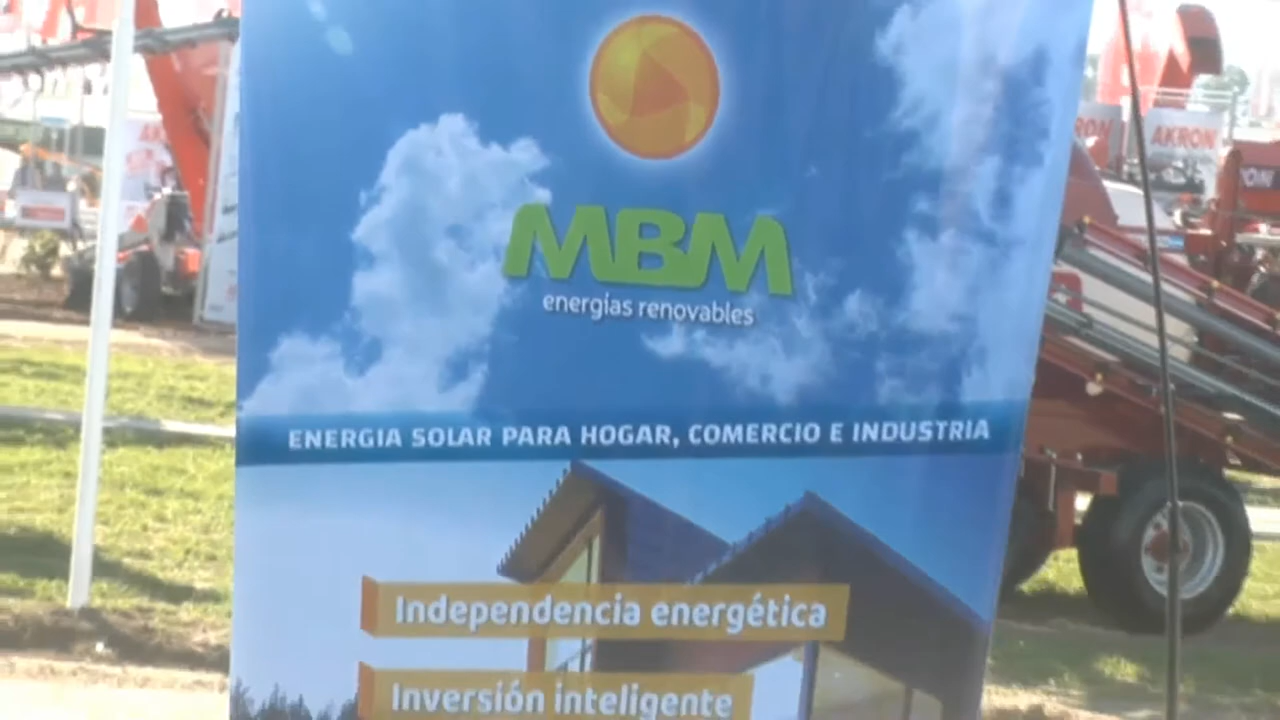 MBM
energías renovables
ENERGIA SOLAR PARA HOGAR, COMERCIO E INDUSTRIA
Independencia energética
Inversión inteligente
AKRON